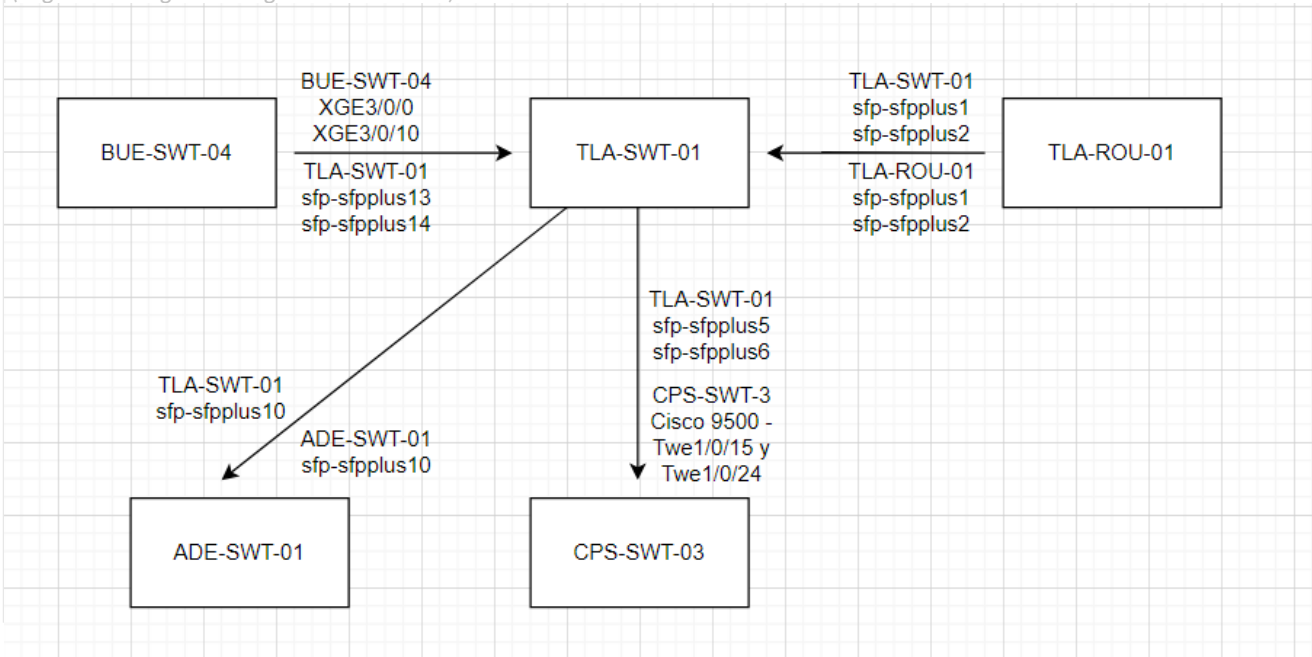 BUE-SWT-04
BUE-SWT-04
XGE3/0/0
XGE3/0/10
TLA-SWT-01
sfp-sfpplus13
sfp-sfpplus14
TLA-SWT-01
TLA-SWT-01
sfp-sfpplus1
sfp-sfpplus2
TLA-ROU-01
sfp-sfpplus1
sfp-sfpplus2
TLA-ROU-01
TLA-SWT-01
sfp-sfpplus5
sfp-sfpplus6
CPS-SWT-3
Cisco 9500 -
Twe1/0/15 y
Twe1/0/24
TLA-SWT-01
sfp-sfpplus10
ADE-SWT-01
sfp-sfpplus10
ADE-SWT-01
CPS-SWT-03